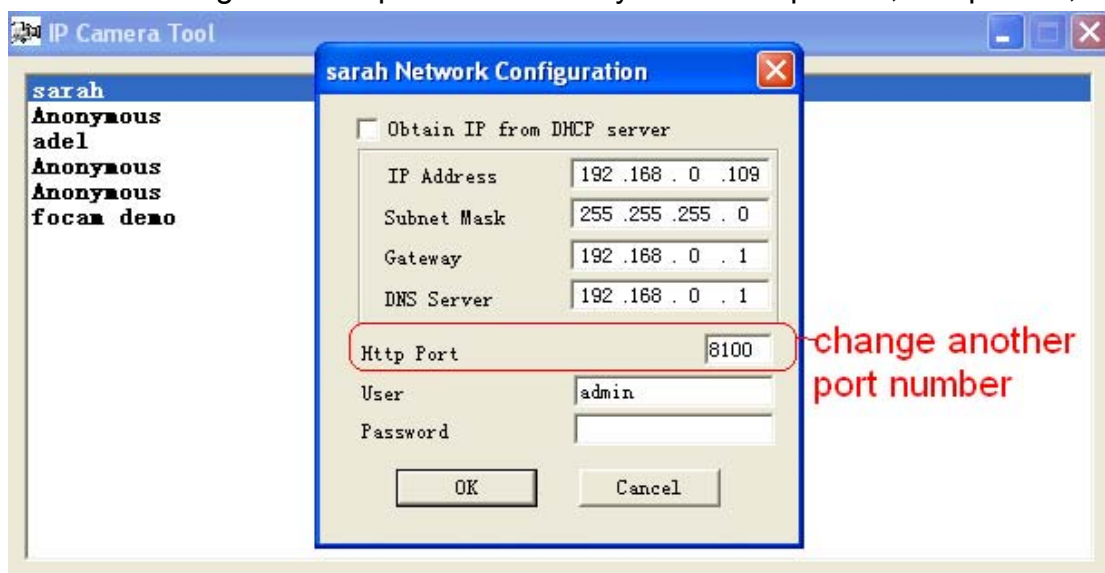 IP Camera Tool
sarah
Anonymous
adel
Anonymous
Anonymous
focam demo
sarah Network Configuration
Obtain IP from DHCP server
IP Address 192 .168 . 0 .109
Subnet Mask 255 .255 .255 . 0
Gateway 192 .168 . 0 . 1
DNS Server 192 .168 . 0 . 1
Http Port 8100
change another
port number
User admin
Password
OK Cancel